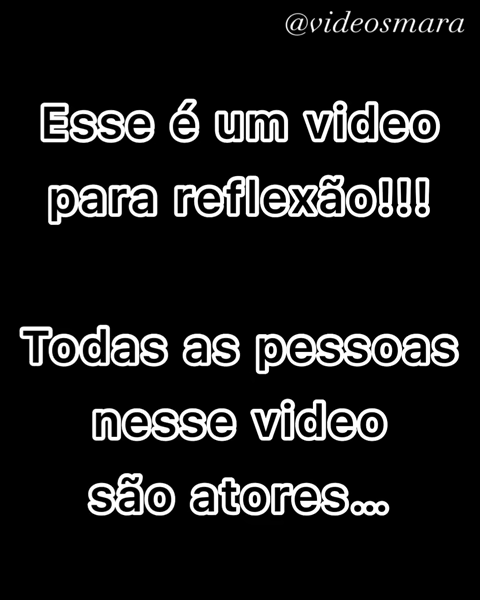 @videosmara
Esse é um video
para reflexão!!!
Todas as pessoas
nesse video
são atores...